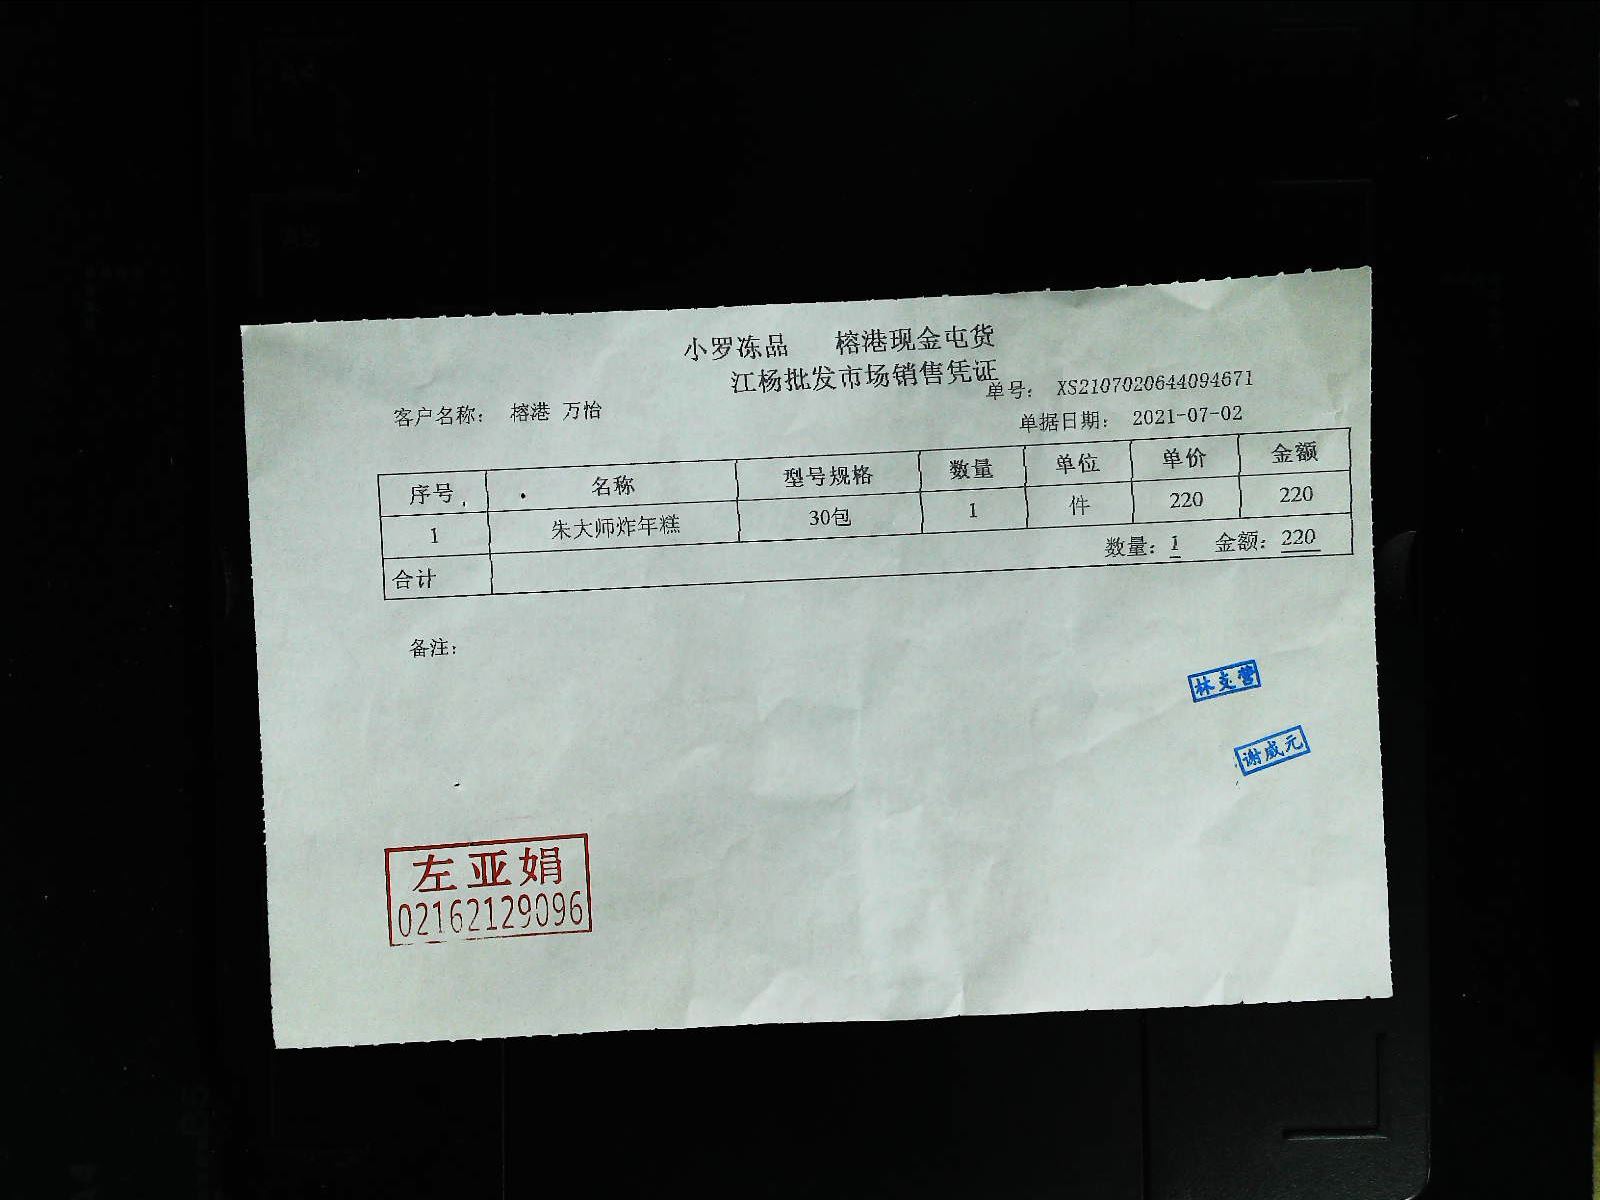 小罗冻品 榕港现金屯货
江杨批发市场销售凭证
单号： XS2107020644094671
客户名称： 榕港 万怡
单据日期： 2021-07-02
序号 名称 型号规格 数量 单位 单价 金额
1 朱大师炸年糕 30包 1 件 220 220
合计 数量：1 金额：220
备注：
林支营
谢威元
左亚娟
02162129096